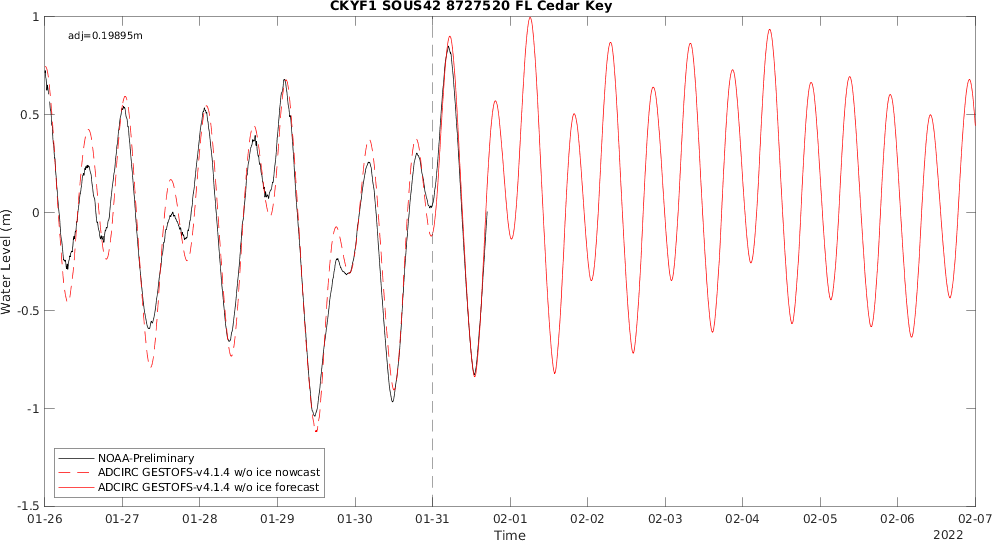 CKYF1 SOUS42 8727520 FL Cedar Key
adj=0.19895m
1
0.5
0
-0.5
-1
-1.5
Water Level (m)
NOAA-Preliminary
ADCIRC GESTOFS-v4.1.4 w/o ice nowcast
ADCIRC GESTOFS-v4.1.4 w/o ice forecast
01-26 01-27 01-28 01-29 01-30 01-31 02-01 02-02 02-03 02-04 02-05 02-06 02-07
Time
2022